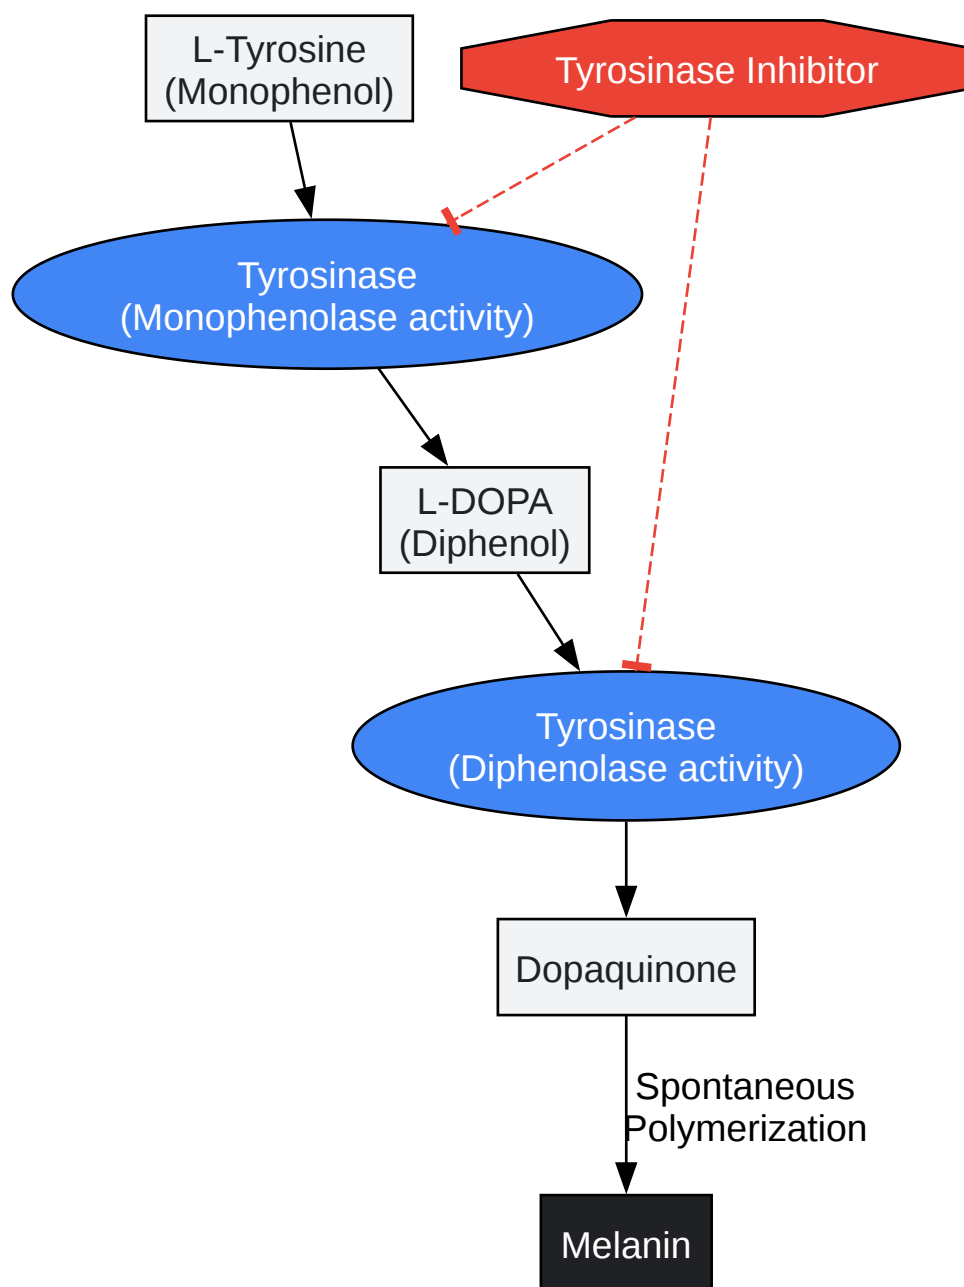 L-Tyrosine
(Monophenol)
Tyrosinase Inhibitor
Tyrosinase
(Monophenolase activity)
L-DOPA
(Diphenol)
Tyrosinase
(Diphenolase activity)
Dopaquinone
Spontaneous
Polymerization
Melanin